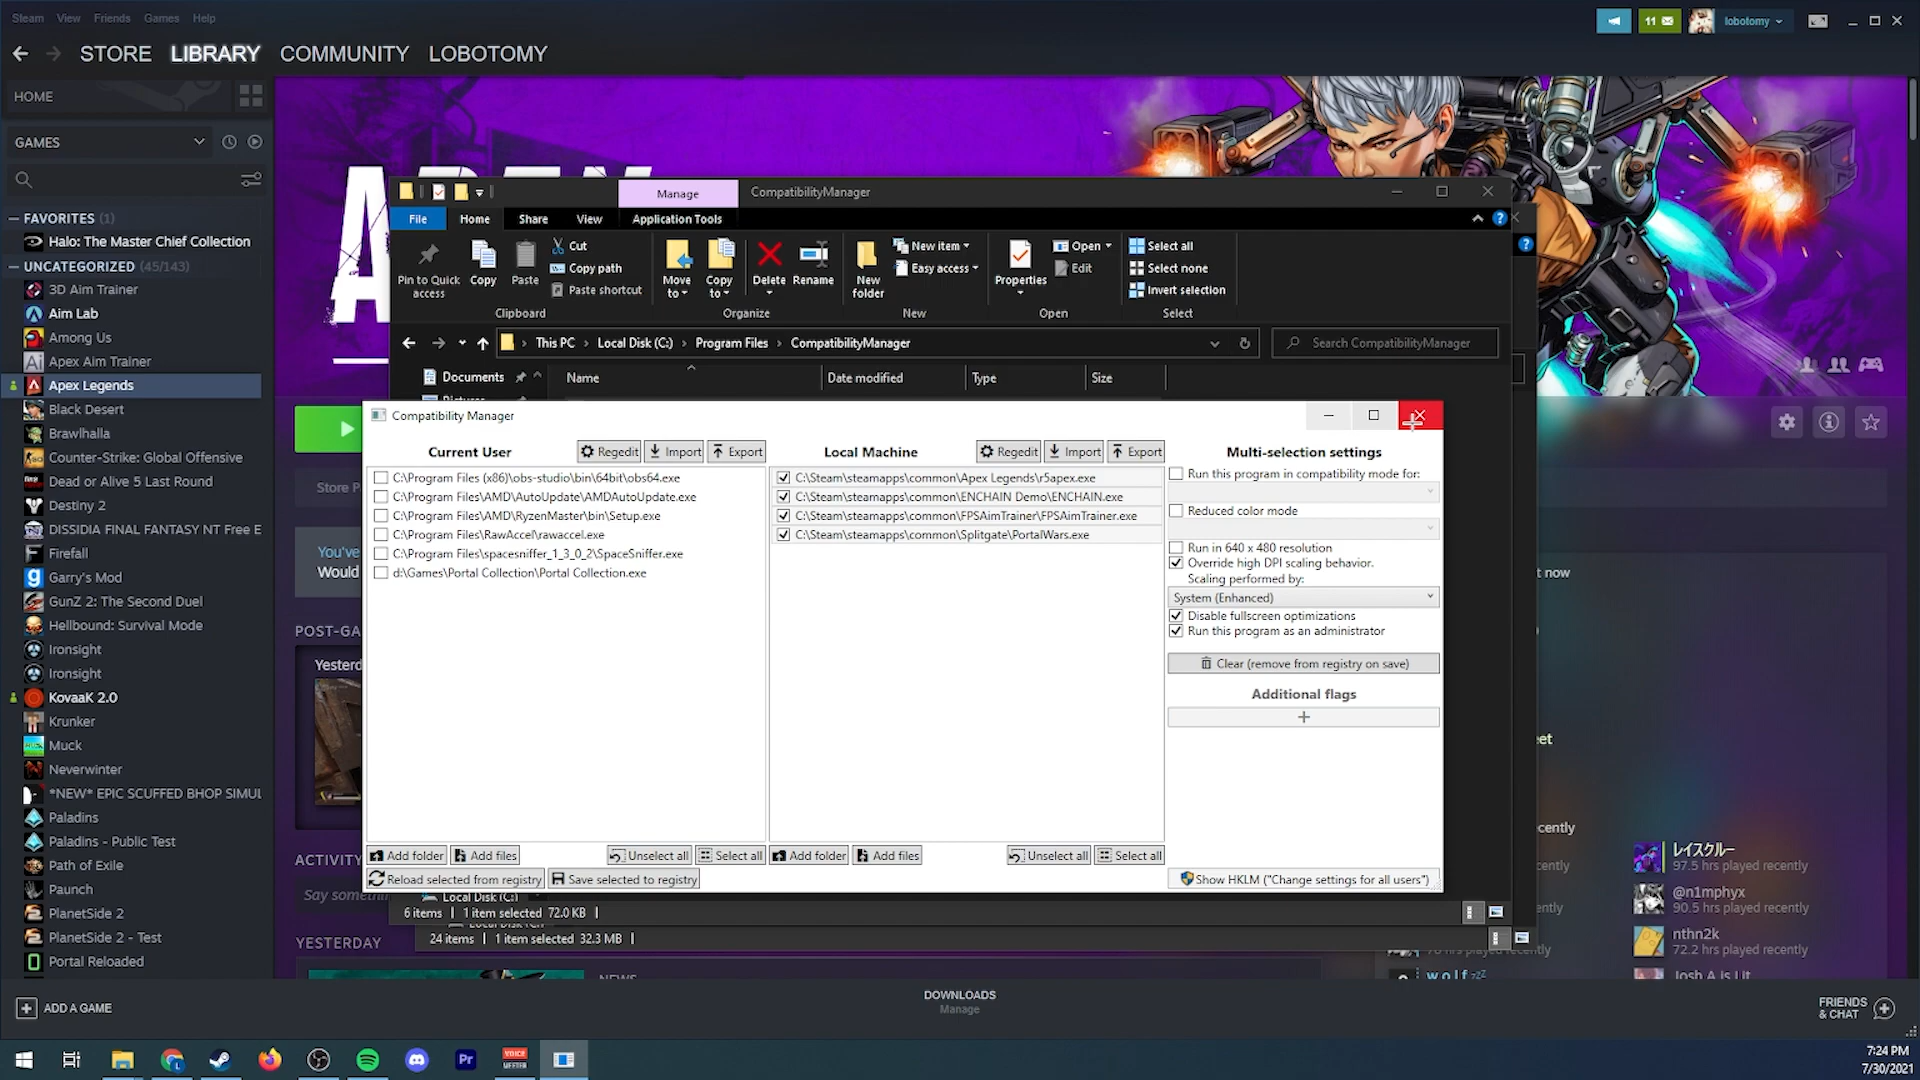 Steam View Friends Games Help
11
lobotomy
STORE LIBRARY COMMUNITY LOBOTOMY
HOME
GAMES
FAVORITES (1)
Halo: The Master Chief Collection
UNCATEGORIZED (45/143)
3D Aim Trainer
Aim Lab
Among Us
Apex Aim Trainer
Apex Legends
Black Desert
Brawlhalla
Counter-Strike: Global Offensive
Dead or Alive 5 Last Round
Destiny 2
DISSIDIA FINAL FANTASY NT Free E
Firefall
Garry's Mod
GunZ 2: The Second Duel
Hellbound: Survival Mode
Ironsight
Ironsight
KovaaK 2.0
Krunker
Muck
Neverwinter
*NEW* EPIC SCUFFED BHOP SIMUL
Paladins
Paladins - Public Test
Path of Exile
Paunch
PlanetSide 2
PlanetSide 2 - Test
Portal Reloaded
ADD A GAME
Manage
CompatibilityManager
File Home Share View Application Tools
Pin to Quick access
Copy
Paste
Cut
Copy path
Paste shortcut
Clipboard
Move to
Copy to
Delete
Rename
Organize
New folder
New item
Easy access
New
Properties
Open
Edit
Open
Select all
Select none
Invert selection
Select
This PC › Local Disk (C:) › Program Files › CompatibilityManager
Search CompatibilityManager
Documents
Name Date modified Type Size
Compatibility Manager
Current User
Regedit Import Export
C:\Program Files (x86)\obs-studio\bin\64bit\obs64.exe
C:\Program Files\AMD\AutoUpdate\AMDAutoUpdate.exe
C:\Program Files\AMD\RyzenMaster\bin\Setup.exe
C:\Program Files\RawAccel\rawaccel.exe
C:\Program Files\spacesniffer_1_3_0_2\SpaceSniffer.exe
d:\Games\Portal Collection\Portal Collection.exe
Local Machine
Regedit Import Export
C:\Steam\steamapps\common\Apex Legends\r5apex.exe
C:\Steam\steamapps\common\ENCHAIN Demo\ENCHAIN.exe
C:\Steam\steamapps\common\FPSAimTrainer\FPSAimTrainer.exe
C:\Steam\steamapps\common\Splitgate\PortalWars.exe
Multi-selection settings
Run this program in compatibility mode for:
Reduced color mode
Run in 640 x 480 resolution
Override high DPI scaling behavior.
Scaling performed by:
System (Enhanced)
Disable fullscreen optimizations
Run this program as an administrator
Clear (remove from registry on save)
Additional flags
+
Add folder Add files Unselect all Select all
Add folder Add files Unselect all Select all
Reload selected from registry Save selected to registry
Show HKLM ("Change settings for all users")
Local Disk (C:)
6 items 1 item selected 72.0 KB
24 items 1 item selected 32.3 MB
Store P
You've
Would
POST-GA
Yesterd
ACTIVITY
Say somethin
YESTERDAY
NEWS
t now
et
cently
ecently
ently
レイスクルー
97.5 hrs played recently
@n1mphyx
90.5 hrs played recently
nthn2k
72.2 hrs played recently
Josh A is Lit
w o l f zzZ
DOWNLOADS
Manage
FRIENDS
& CHAT
Pr
VOICE
MEETER
7:24 PM
7/30/2021